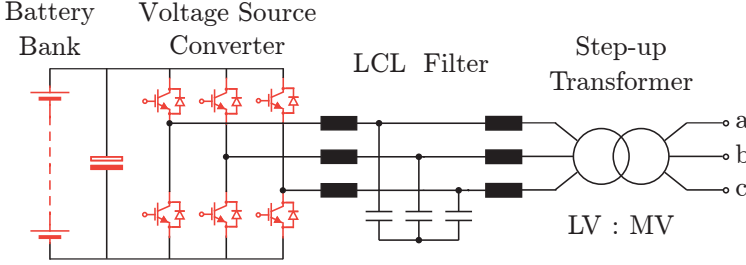 Battery
Bank
Voltage Source
Converter
LCL Filter
Step-up
Transformer
a
b
c
LV : MV